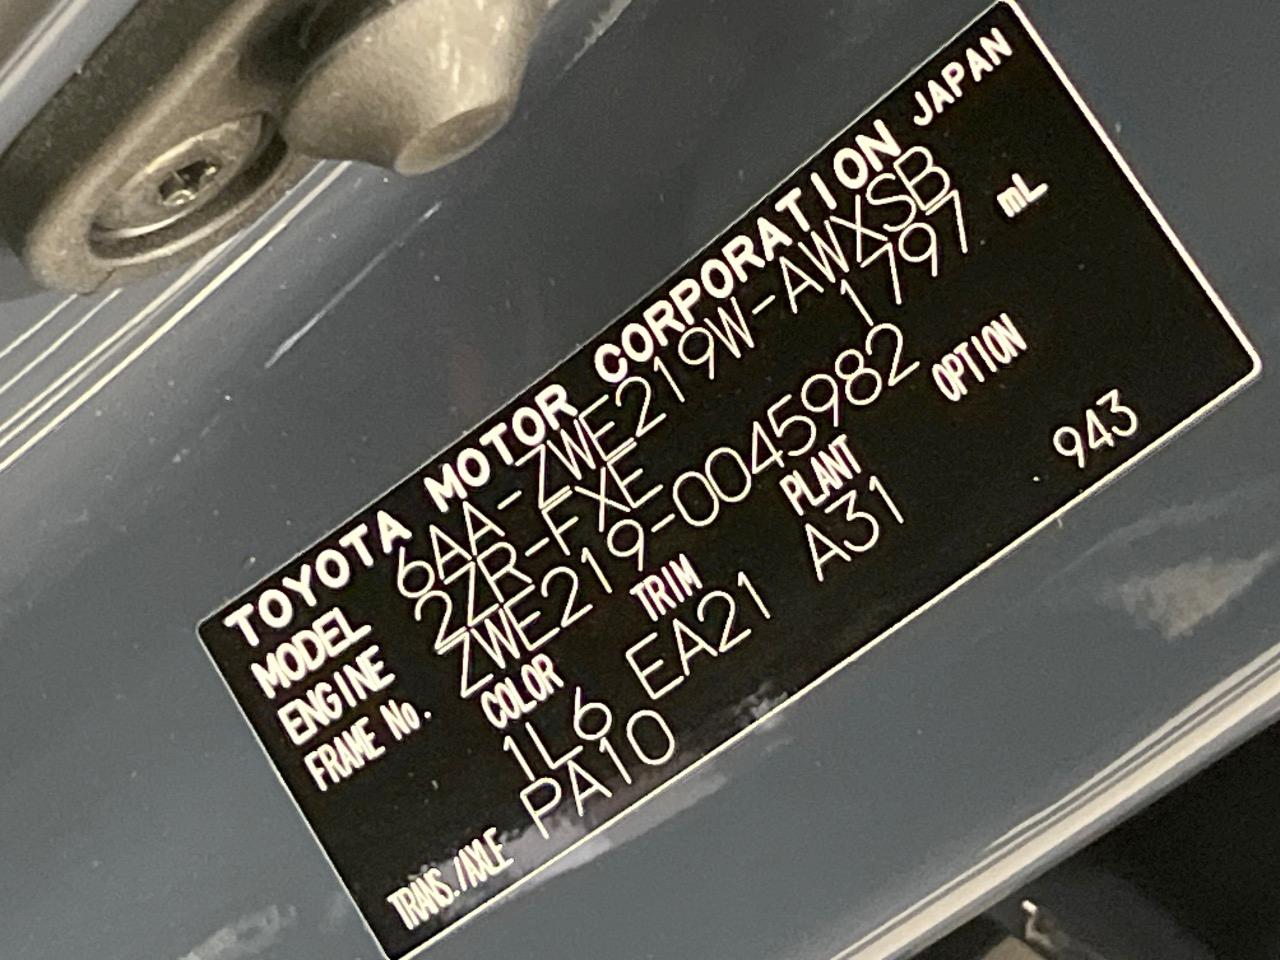 TOYOTA MOTOR CORPORATION JAPAN
MODEL 6AA-ZWE219W-AWXSB
ENGINE 2ZR-FXE 1797 mL
FRAME No. ZWE219-0045982
COLOR TRIM PLANT OPTION
1L6 EA21 A31 943
TRANS./AXLE PA10